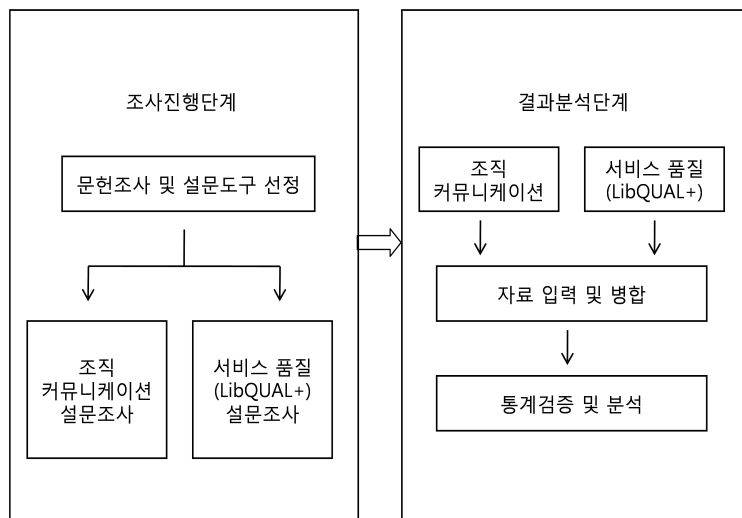 조사진행단계
문헌조사 및 설문도구 선정
조직
커뮤니케이션
설문조사
서비스 품질
(LibQUAL+)
설문조사
결과분석단계
조직
커뮤니케이션
서비스 품질
(LibQUAL+)
자료 입력 및 병합
통계검증 및 분석